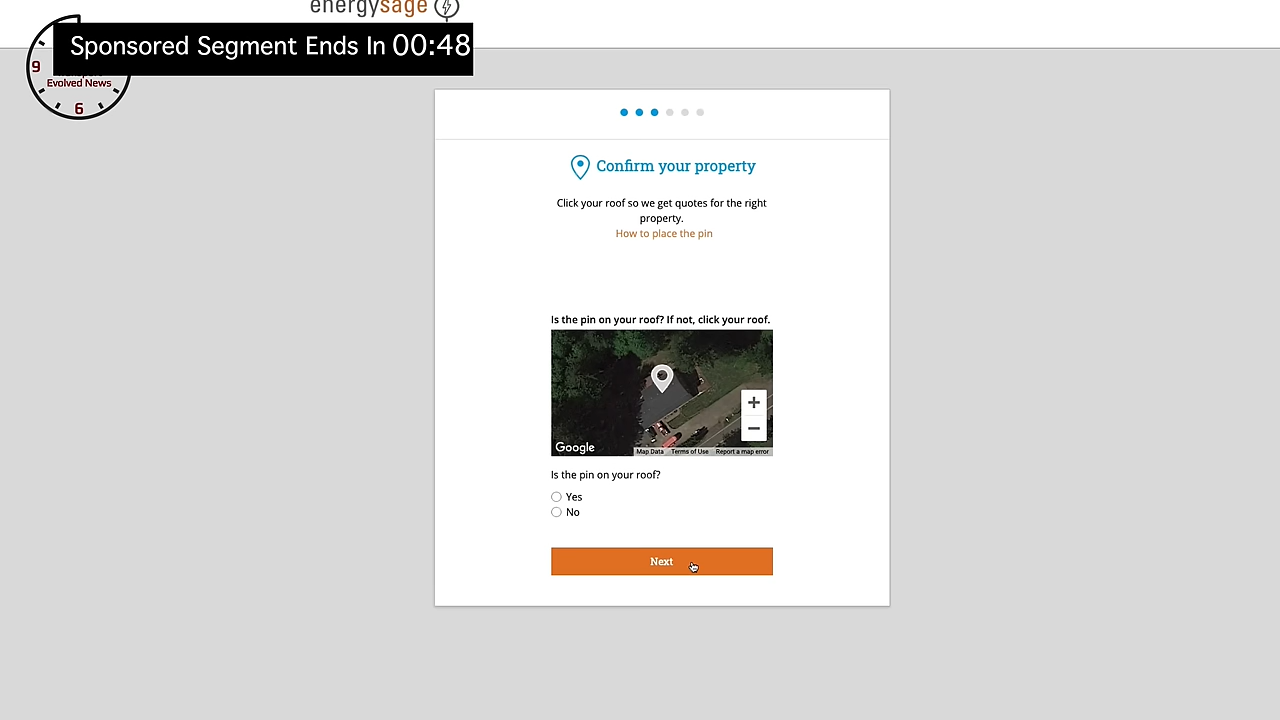 energysage
Sponsored Segment Ends In 00:48
9
Evolved News
6
Confirm your property
Click your roof so we get quotes for the right
property.
How to place the pin
Is the pin on your roof? If not, click your roof.
Google
Map Data Terms of Use Report a map error
Is the pin on your roof?
Yes
No
Next